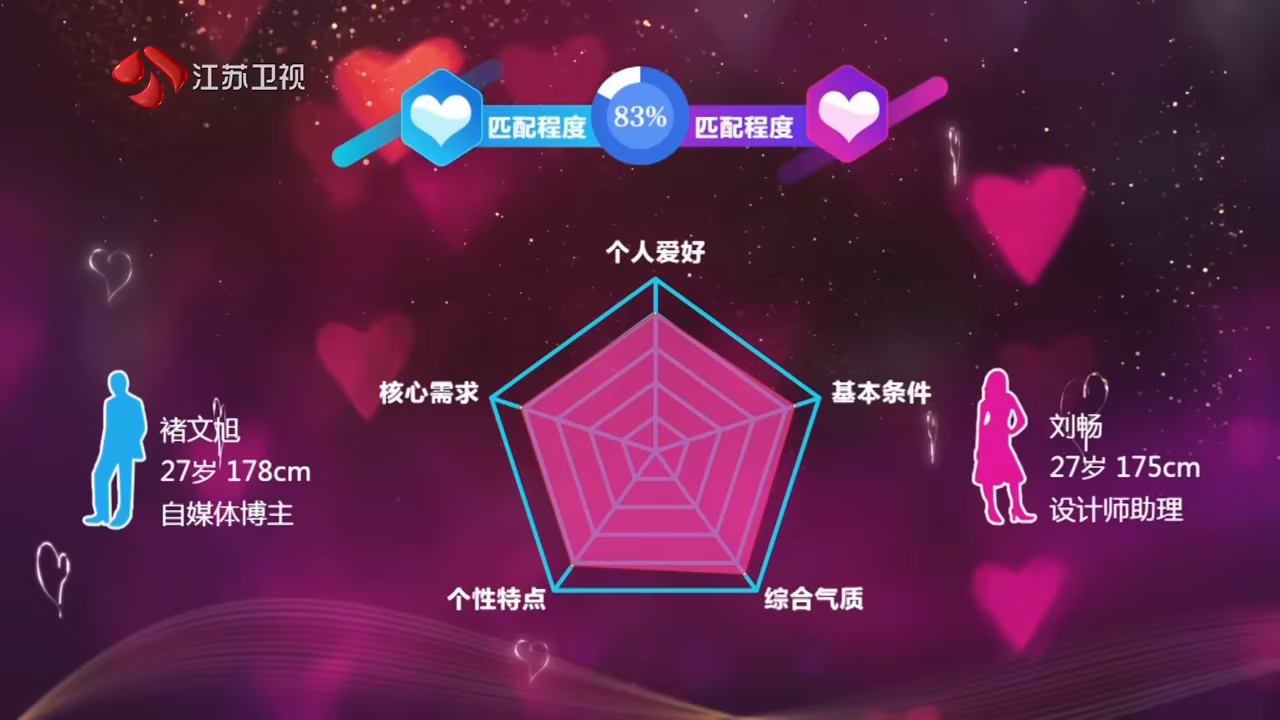 江苏卫视
匹配程度
83%
匹配程度
个人爱好
核心需求
基本条件
褚文旭
27岁 178cm
自媒体博主
刘畅
27岁 175cm
设计师助理
个性特点
综合气质